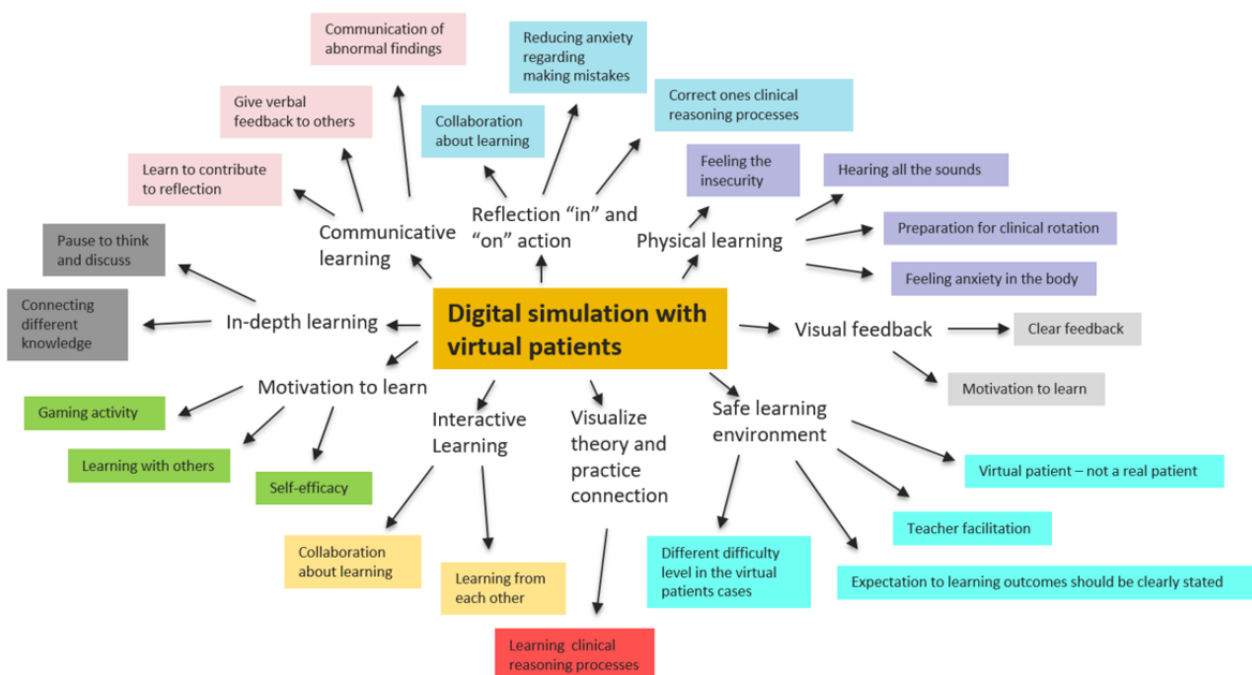 Communication of
abnormal findings
Reducing anxiety
regarding
making mistakes
Give verbal
feedback to others
Collaboration
about learning
Correct ones clinical
reasoning processes
Learn to contribute
to reflection
Feeling the
insecurity
Hearing all the sounds
Communicative
learning
Reflection “in” and
“on” action
Physical learning
Preparation for clinical rotation
Feeling anxiety in the body
Pause to think
and discuss
Connecting
different
knowledge
In-depth learning
Digital simulation with
virtual patients
Visual feedback
Clear feedback
Motivation to learn
Motivation to learn
Gaming activity
Learning with others
Self-efficacy
Interactive
Learning
Visualize
theory and
practice
connection
Safe learning
environment
Virtual patient – not a real patient
Teacher facilitation
Expectation to learning outcomes should be clearly stated
Different difficulty
level in the virtual
patients cases
Collaboration
about learning
Learning from
each other
Learning clinical
reasoning processes